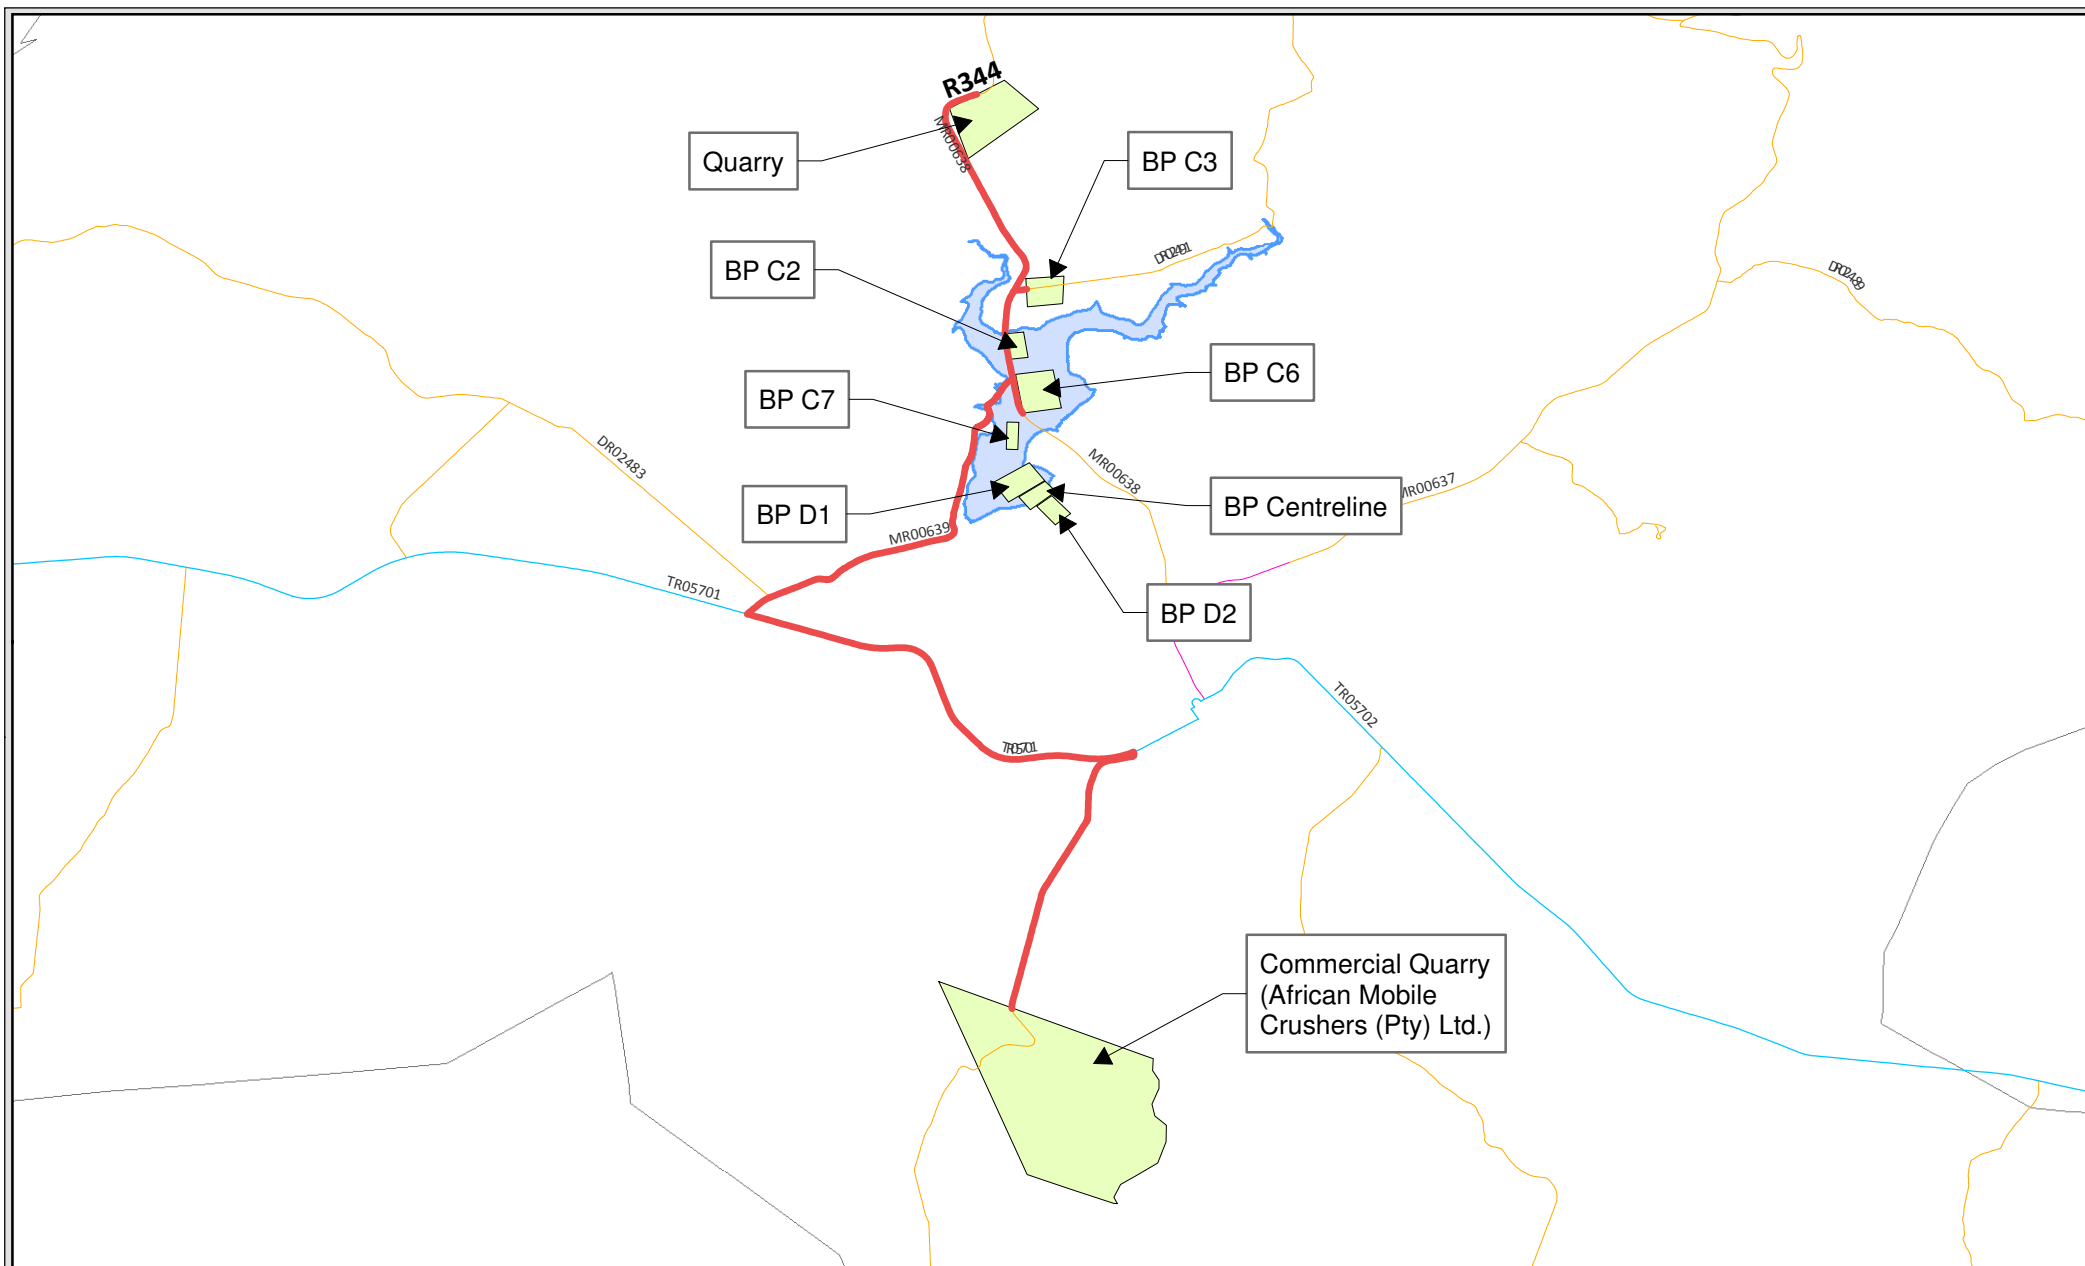 R344
MR00638
Quarry
BP C3
BP C2
DR02483
BP C6
BP C7
MR00638
MR00637
BP D1
BP Centreline
MR00639
TR05701
BP D2
TR05702
Commercial Quarry
(African Mobile
Crushers (Pty) Ltd.)